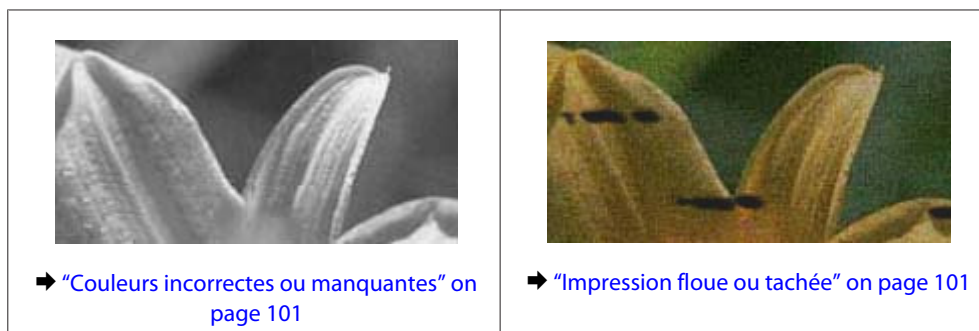 ➡ “Couleurs incorrectes ou manquantes” on
page 101
➡ “Impression floue ou tachée” on page 101